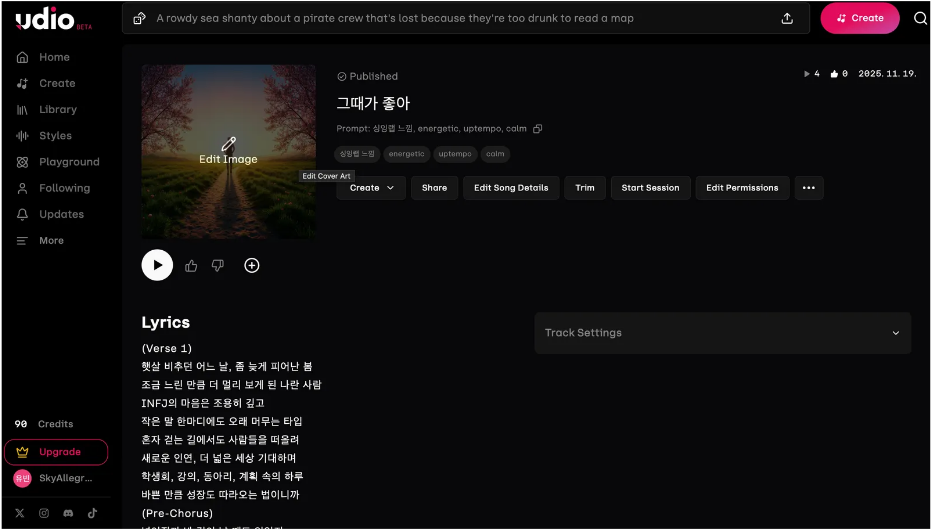 udio BETA
A rowdy sea shanty about a pirate crew that's lost because they're too drunk to read a map
Create
Home
Create
Library
Styles
Playground
Following
Updates
More
90 Credits
Upgrade
유빈 SkyAllegr...
Edit Image
Edit Cover Art
Published
4 0 2025.11.19.
그때가 좋아
Prompt: 싱잉랩 느낌, energetic, uptempo, calm
싱잉랩 느낌 energetic uptempo calm
Create Share Edit Song Details Trim Start Session Edit Permissions
Lyrics
Track Settings
(Verse 1)
햇살 비추던 어느 날, 좀 늦게 피어난 봄
조금 느린 만큼 더 멀리 보게 된 나란 사람
INFJ의 마음은 조용히 깊고
작은 말 한마디에도 오래 머무는 타입
혼자 걷는 길에서도 사람들을 떠올려
새로운 인연, 더 넓은 세상 기대하며
학생회, 강의, 동아리, 계획 속의 하루
바쁜 만큼 성장도 따라오는 법이니까
(Pre-Chorus)